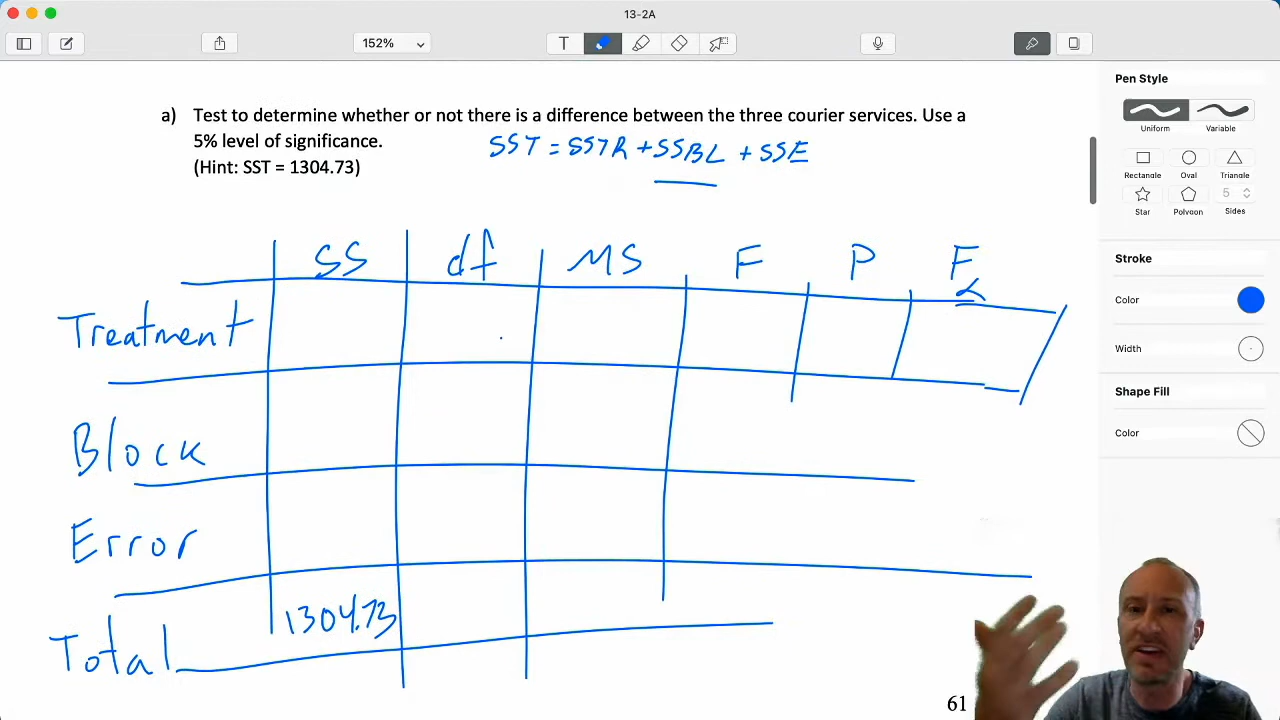 13-2A
152%
T
Pen Style
Uniform Variable
Rectangle Oval Triangle
5
Star Polygon Sides
Stroke
Color
Width
Shape Fill
Color
a) Test to determine whether or not there is a difference between the three courier services. Use a
5% level of significance.
(Hint: SST = 1304.73)
SST = SSTR + SSBL + SSE
SS df MS F P Fα
Treatment
Block
Error
Total 1304.73
61